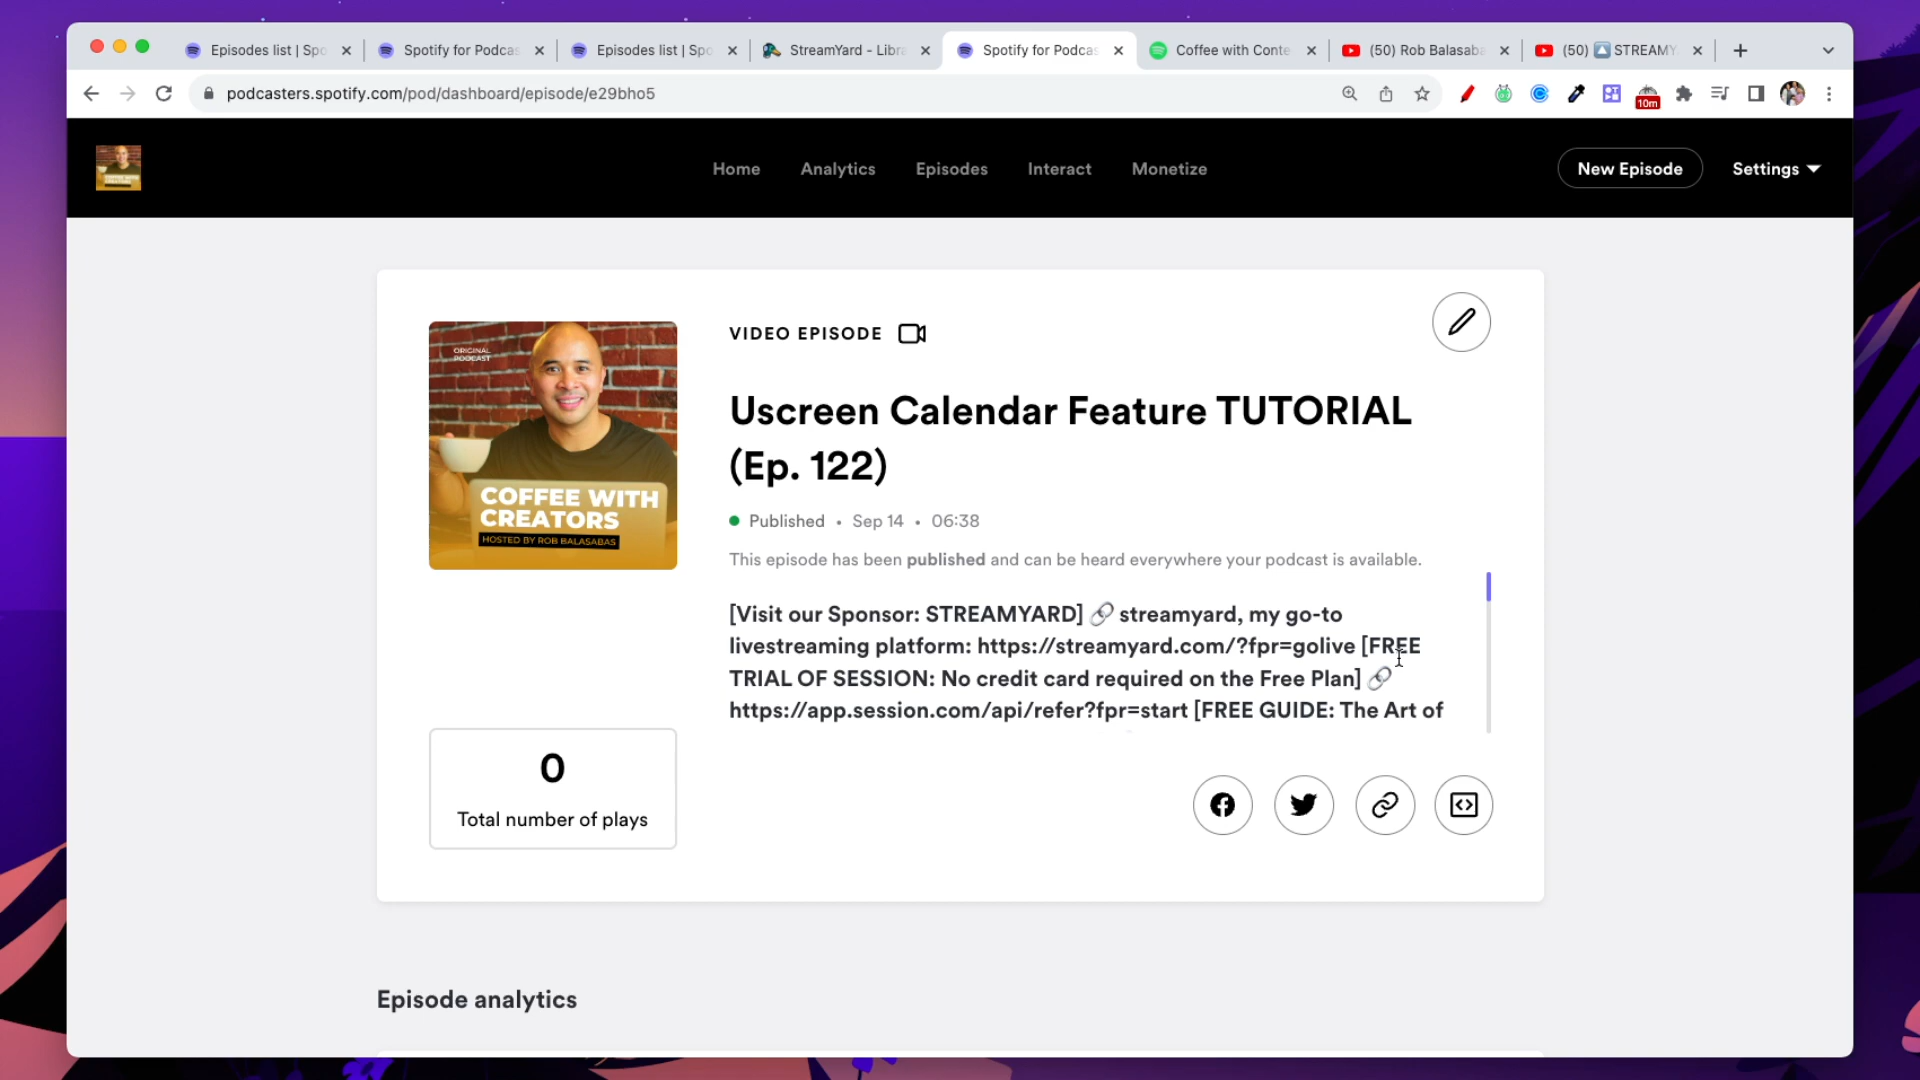 Episodes list | Spo
Spotify for Podcas
Episodes list | Spo
StreamYard - Libra
Spotify for Podcas
Coffee with Conte
(50) Rob Balasaba
(50) STREAMY
podcasters.spotify.com/pod/dashboard/episode/e29bho5
10m
Home
Analytics
Episodes
Interact
Monetize
New Episode
Settings
ORIGINAL
PODCAST
COFFEE WITH
CREATORS
HOSTED BY ROB BALASABAS
VIDEO EPISODE
Uscreen Calendar Feature TUTORIAL
(Ep. 122)
Published • Sep 14 • 06:38
This episode has been published and can be heard everywhere your podcast is available.
[Visit our Sponsor: STREAMYARD] 🔗 streamyard, my go-to
livestreaming platform: https://streamyard.com/?fpr=golive [FREE
TRIAL OF SESSION: No credit card required on the Free Plan] 🔗
https://app.session.com/api/refer?fpr=start [FREE GUIDE: The Art of
0
Total number of plays
Episode analytics